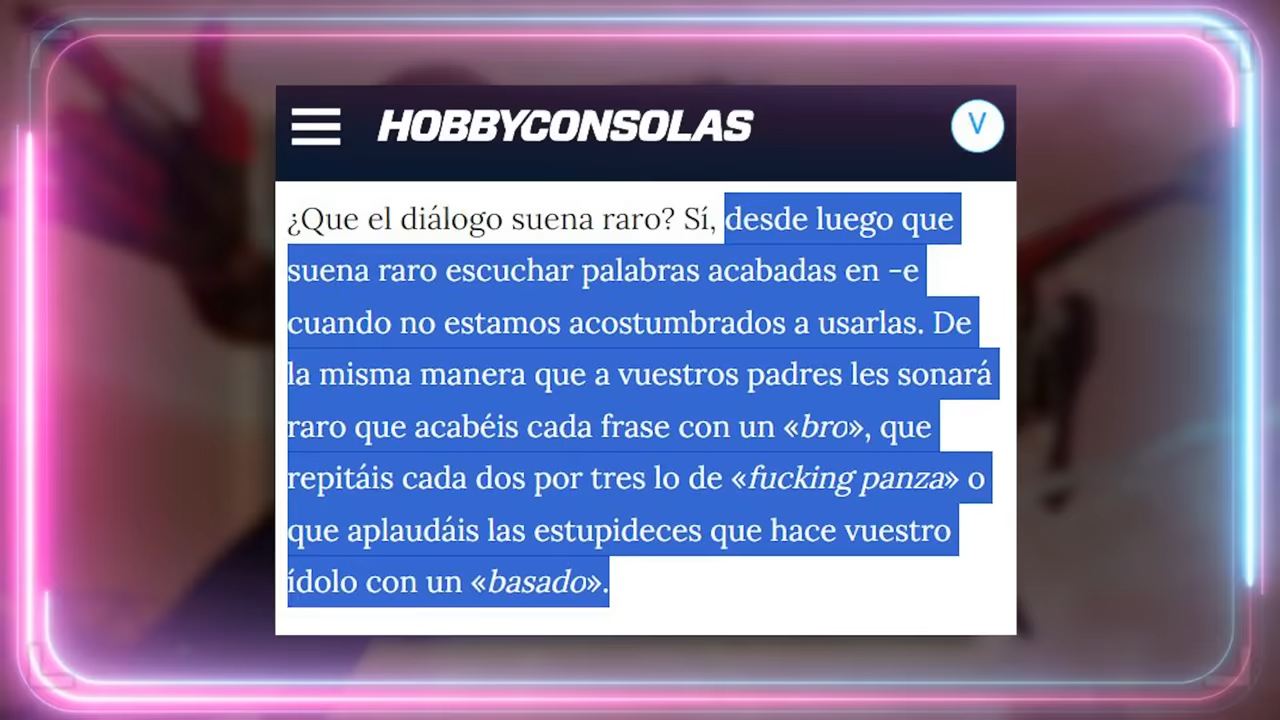 HOBBYCONSOLAS
V
¿Que el diálogo suena raro? Sí, desde luego que
suena raro escuchar palabras acabadas en -e
cuando no estamos acostumbrados a usarlas. De
la misma manera que a vuestros padres les sonará
raro que acabéis cada frase con un «bro», que
repitáis cada dos por tres lo de «fucking panza» o
que aplaudáis las estupideces que hace vuestro
ídolo con un «basado».